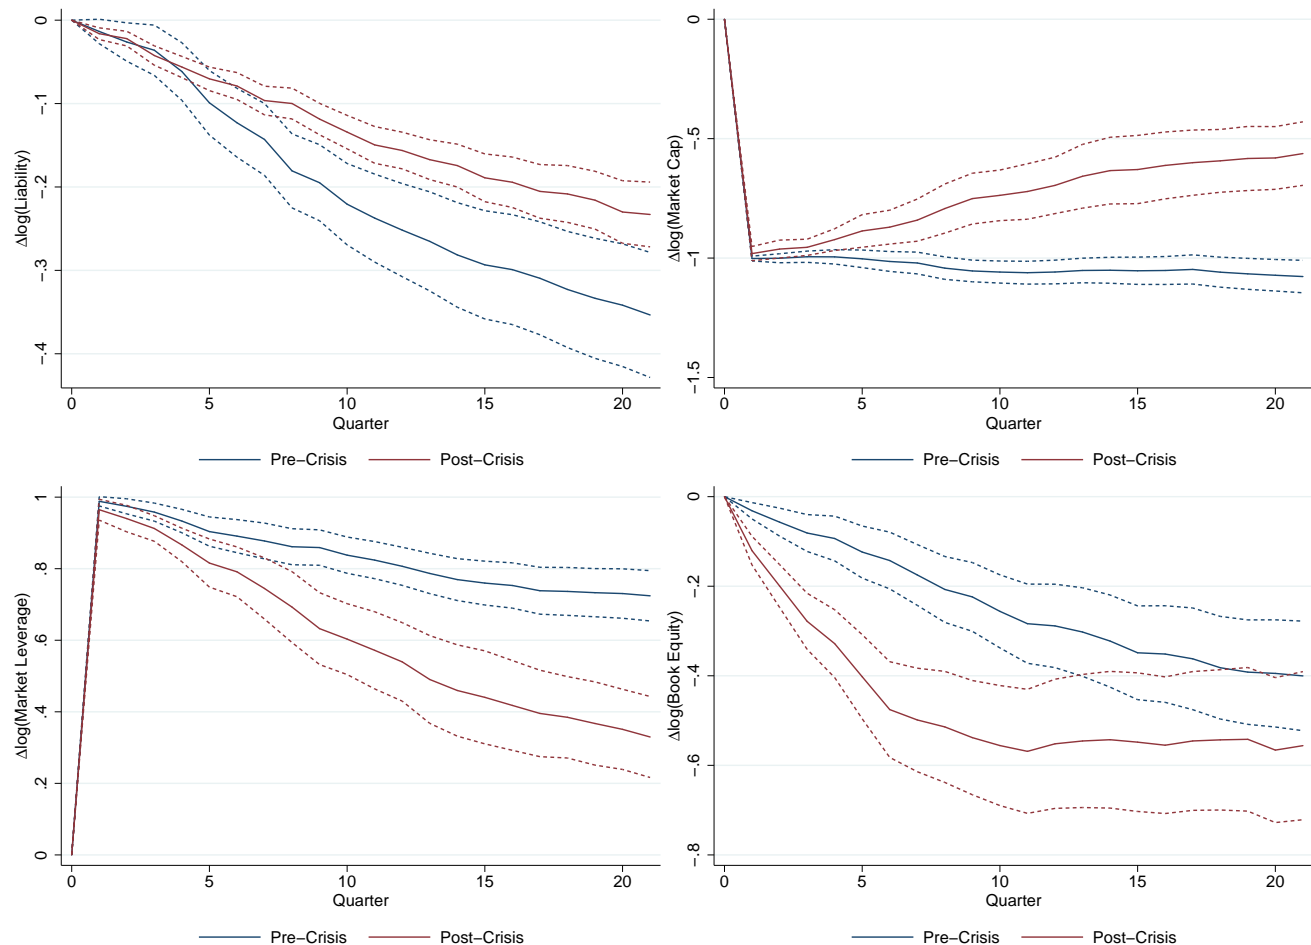 Δlog(Liability)
0
−.1
−.2
−.3
−.4
0 5 10 15 20
Quarter
Pre−Crisis Post−Crisis
Δlog(Market Cap)
0
−.5
−1
−1.5
0 5 10 15 20
Quarter
Pre−Crisis Post−Crisis
Δlog(Market Leverage)
1
.8
.6
.4
.2
0
0 5 10 15 20
Quarter
Pre−Crisis Post−Crisis
Δlog(Book Equity)
0
−.2
−.4
−.6
−.8
0 5 10 15 20
Quarter
Pre−Crisis Post−Crisis